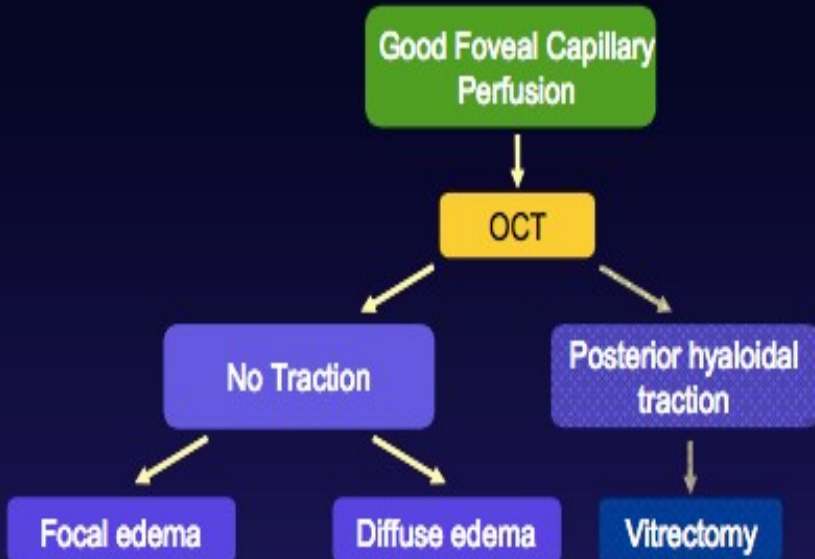 Good Foveal Capillary
Perfusion
OCT
No Traction
Posterior hyaloidal
traction
Focal edema
Diffuse edema
Vitrectomy